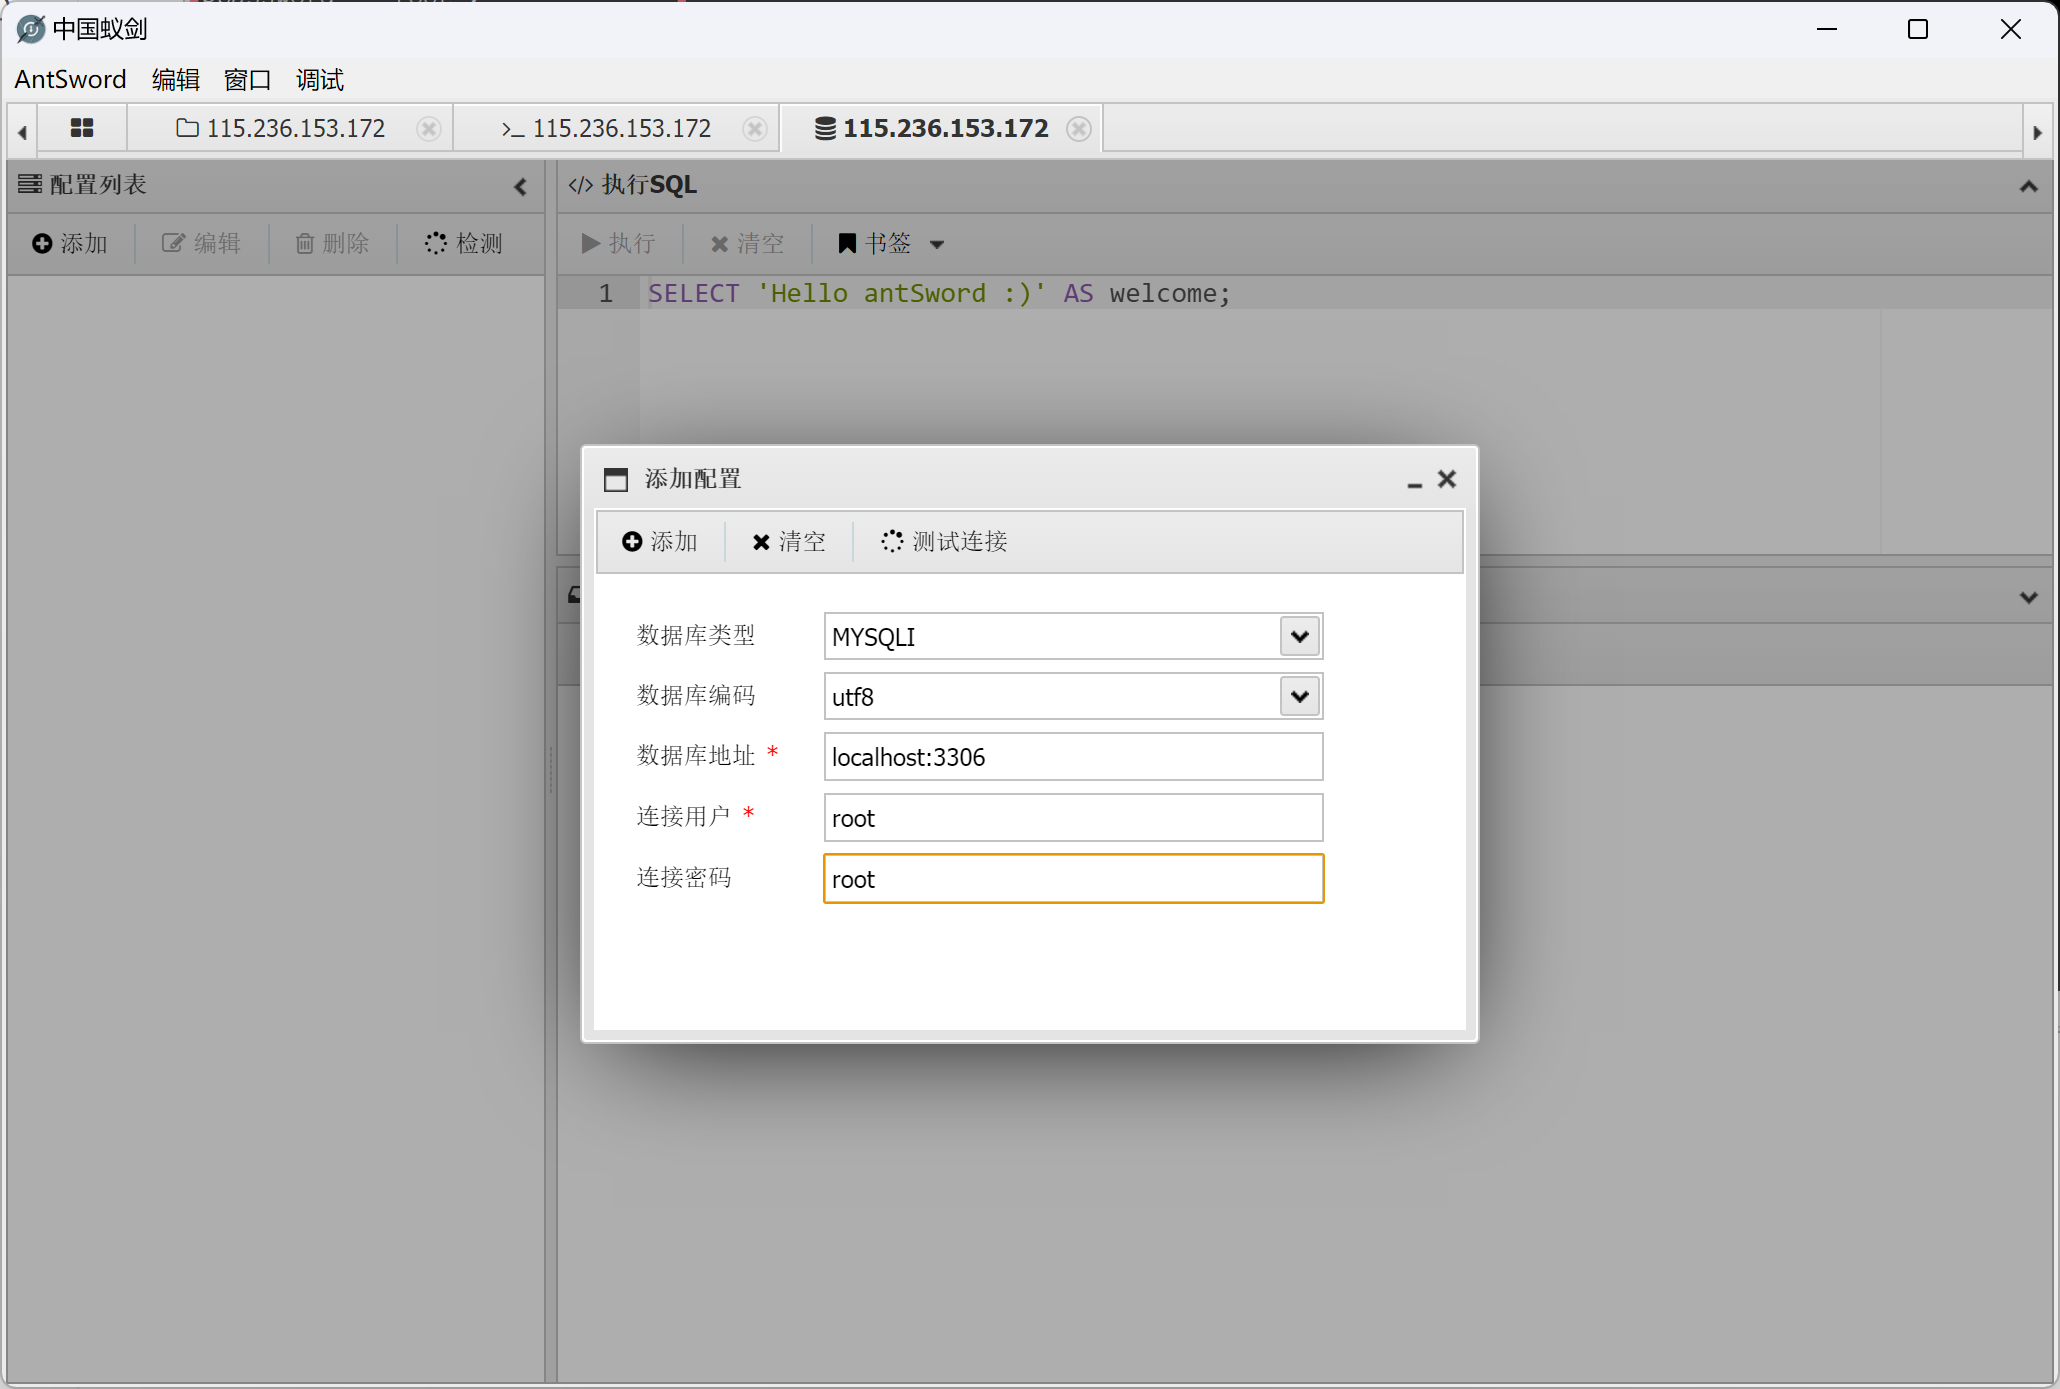 中国蚁剑
AntSword 编辑 窗口 调试
115.236.153.172 >_ 115.236.153.172 115.236.153.172
配置列表
添加 编辑 删除 检测
</> 执行SQL
执行 清空 书签
1 SELECT 'Hello antSword :)' AS welcome;
添加配置
添加 清空 测试连接
数据库类型 MYSQLI
数据库编码 utf8
数据库地址 * localhost:3306
连接用户 * root
连接密码 root